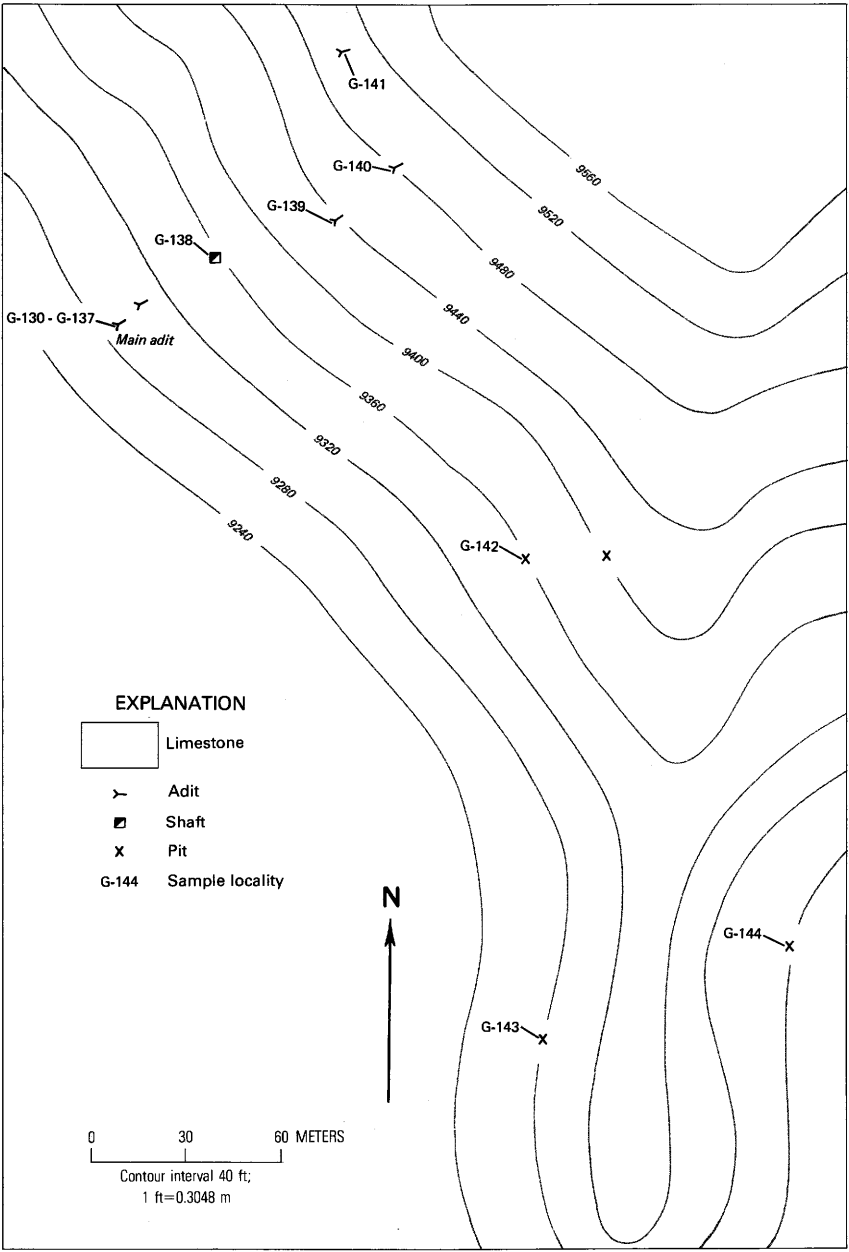 G-141
G-140
9560
G-139
9520
G-138
9480
G-130 - G-137
9440
Main adit
9400
9360
9320
9280
9240
G-142
EXPLANATION
Limestone
Adit
Shaft
Pit
G-144 Sample locality
N
G-144
G-143
0 30 60 METERS
Contour interval 40 ft;
1 ft=0.3048 m